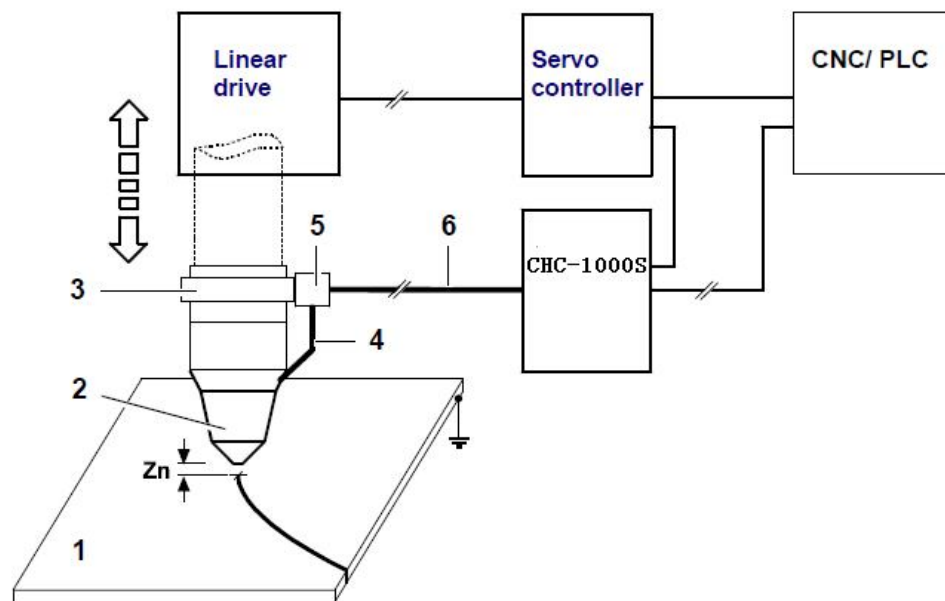 Linear
drive
Servo
controller
CNC/ PLC
5
6
CHC-1000S
3
4
2
Zn
1